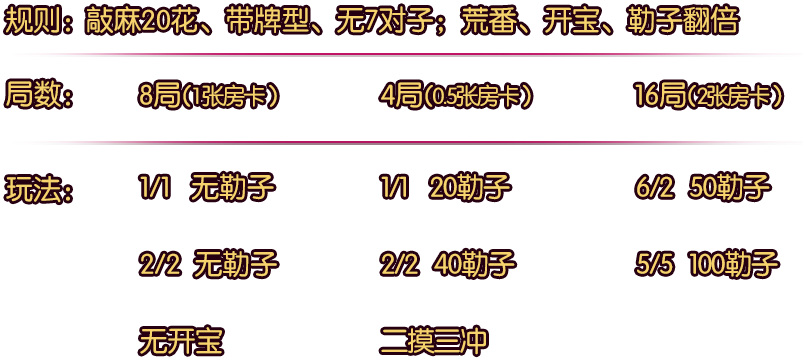 规则：敲麻20花、带牌型、无7对子；荒番、开宝、勒子翻倍
局数： 8局(1张房卡) 4局(0.5张房卡) 16局(2张房卡)
玩法： 1/1 无勒子 1/1 20勒子 6/2 50勒子
2/2 无勒子 2/2 40勒子 5/5 100勒子
无开宝 二摸三冲